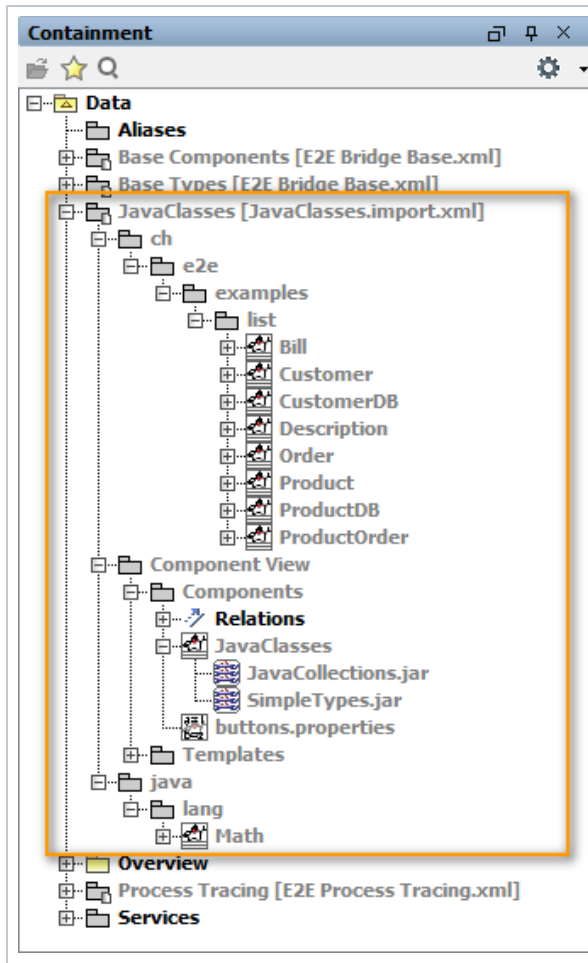 Containment
Data
Aliases
Base Components [E2E Bridge Base.xml]
Base Types [E2E Bridge Base.xml]
JavaClasses [JavaClasses.import.xml]
ch
e2e
examples
list
Bill
Customer
CustomerDB
Description
Order
Product
ProductDB
ProductOrder
Component View
Components
Relations
JavaClasses
JavaCollections.jar
SimpleTypes.jar
buttons.properties
Templates
java
lang
Math
Overview
Process Tracing [E2E Process Tracing.xml]
Services